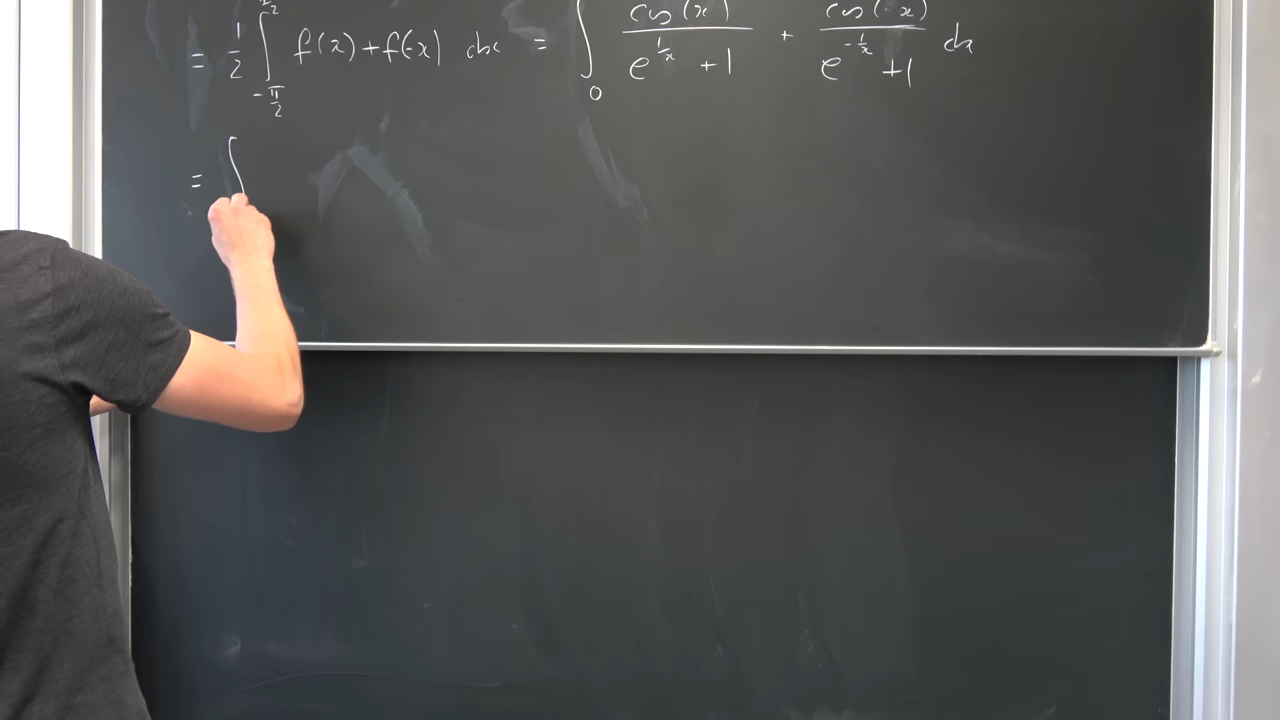 = 1/2 ∫_{-π/2}^{π/2} f(x)+f(-x) dx = ∫_0 cos(x)/(e^{1/x} +1) + cos(-x)/(e^{-1/x} +1) dx
= ∫